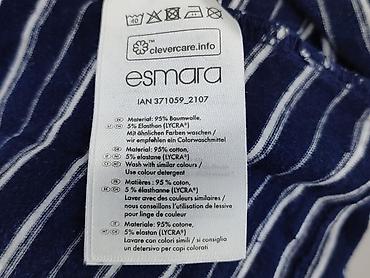 40
clevercare.info
esmara
IAN 371059_2107
Material: 95% Baumwolle,
5% Elasthan (LYCRA®)
Mit ähnlichen Farben waschen /
wir empfehlen ein Colorwaschmittel
Material: 95% cotton,
5% elastane (LYCRA®)
Wash with similar colours /
Use colour detergent
Matières : 95 % coton,
5 % élasthanne (LYCRA®)
Laver avec des couleurs similaires /
nous conseillons l'utilisation de lessive
pour linge de couleur
Materiale: 95% cotone,
5% elastan (LYCRA®)
Lavare con colori simili / si consiglia
un detersivo per colorati